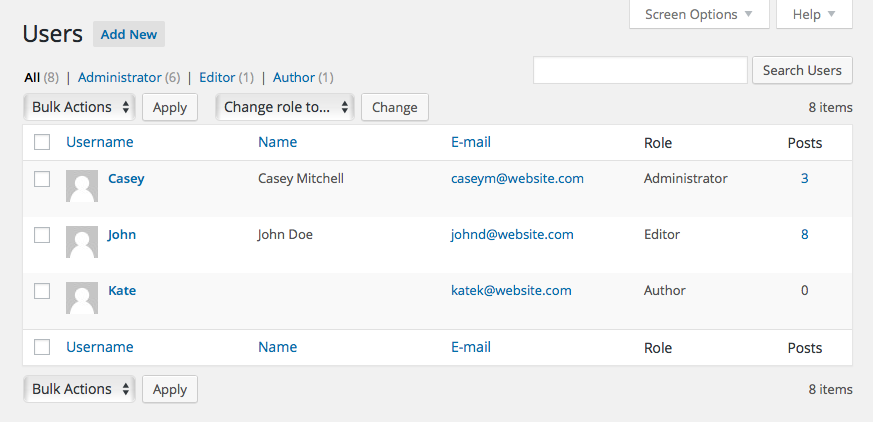 Screen Options Help
Users Add New
All (8) | Administrator (6) | Editor (1) | Author (1)
Search Users
Bulk Actions Apply Change role to... Change 8 items
Username Name E-mail Role Posts
Casey Casey Mitchell caseym@website.com Administrator 3
John John Doe johnd@website.com Editor 8
Kate katek@website.com Author 0
Username Name E-mail Role Posts
Bulk Actions Apply 8 items